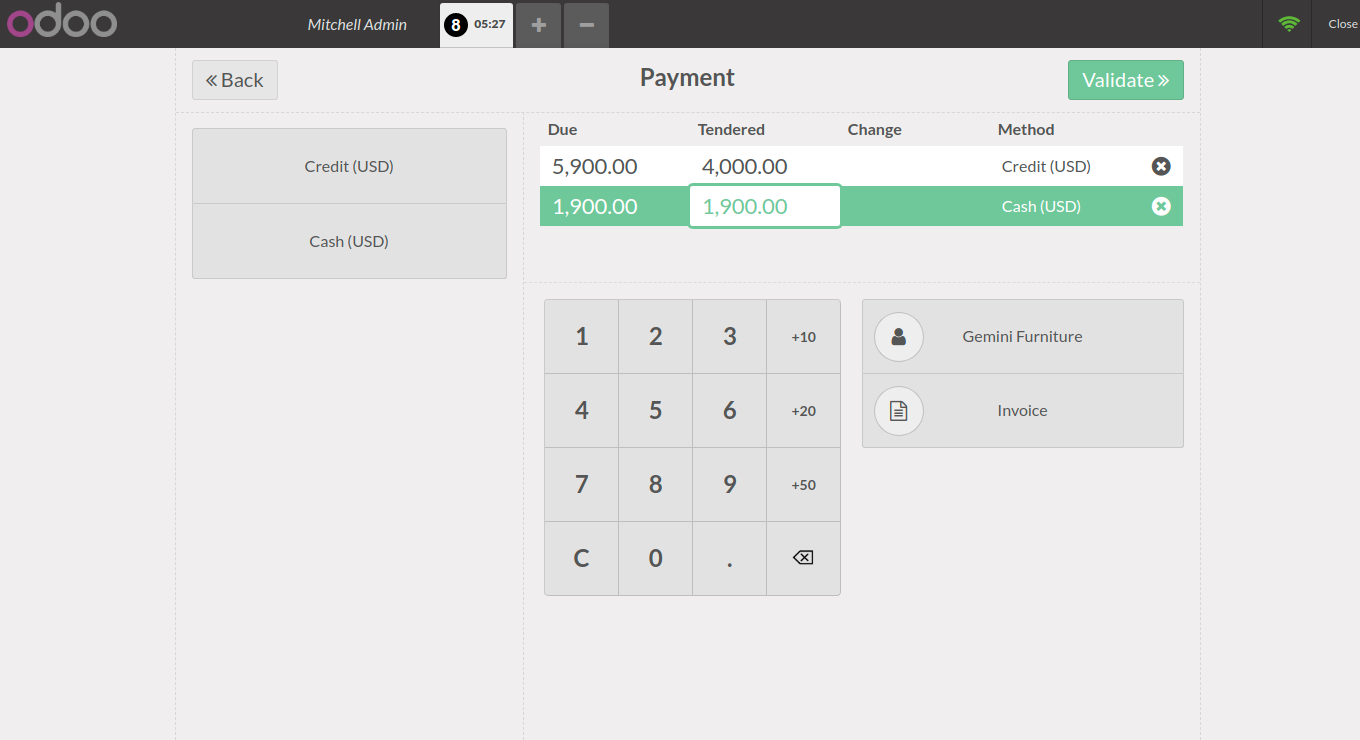 odoo
Mitchell Admin
8 05:27
Close
Back
Payment
Validate
Credit (USD)
Cash (USD)
Due Tendered Change Method
5,900.00 4,000.00 Credit (USD)
1,900.00 1,900.00 Cash (USD)
1 2 3 +10
4 5 6 +20
7 8 9 +50
C 0 .
Gemini Furniture
Invoice